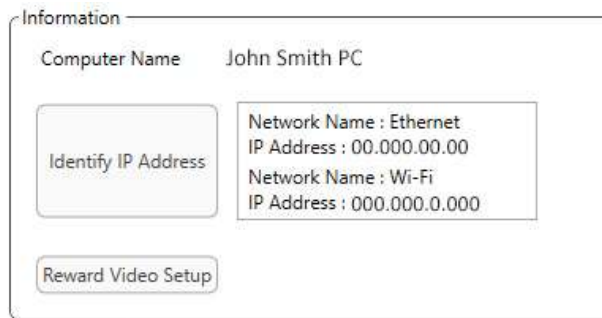 Information
Computer Name John Smith PC
Identify IP Address
Network Name : Ethernet
IP Address : 00.000.00.00
Network Name : Wi-Fi
IP Address : 000.000.0.000
Reward Video Setup